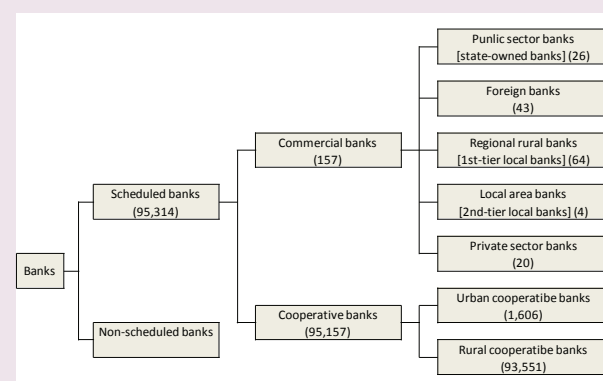 Punlic sector banks
[state-owned banks] (26)
Foreign banks
(43)
Commercial banks
(157)
Regional rural banks
[1st-tier local banks] (64)
Scheduled banks
(95,314)
Local area banks
[2nd-tier local banks] (4)
Private sector banks
(20)
Banks
Urban cooperatibe banks
(1,606)
Cooperative banks
(95,157)
Non-scheduled banks
Rural cooperatibe banks
(93,551)